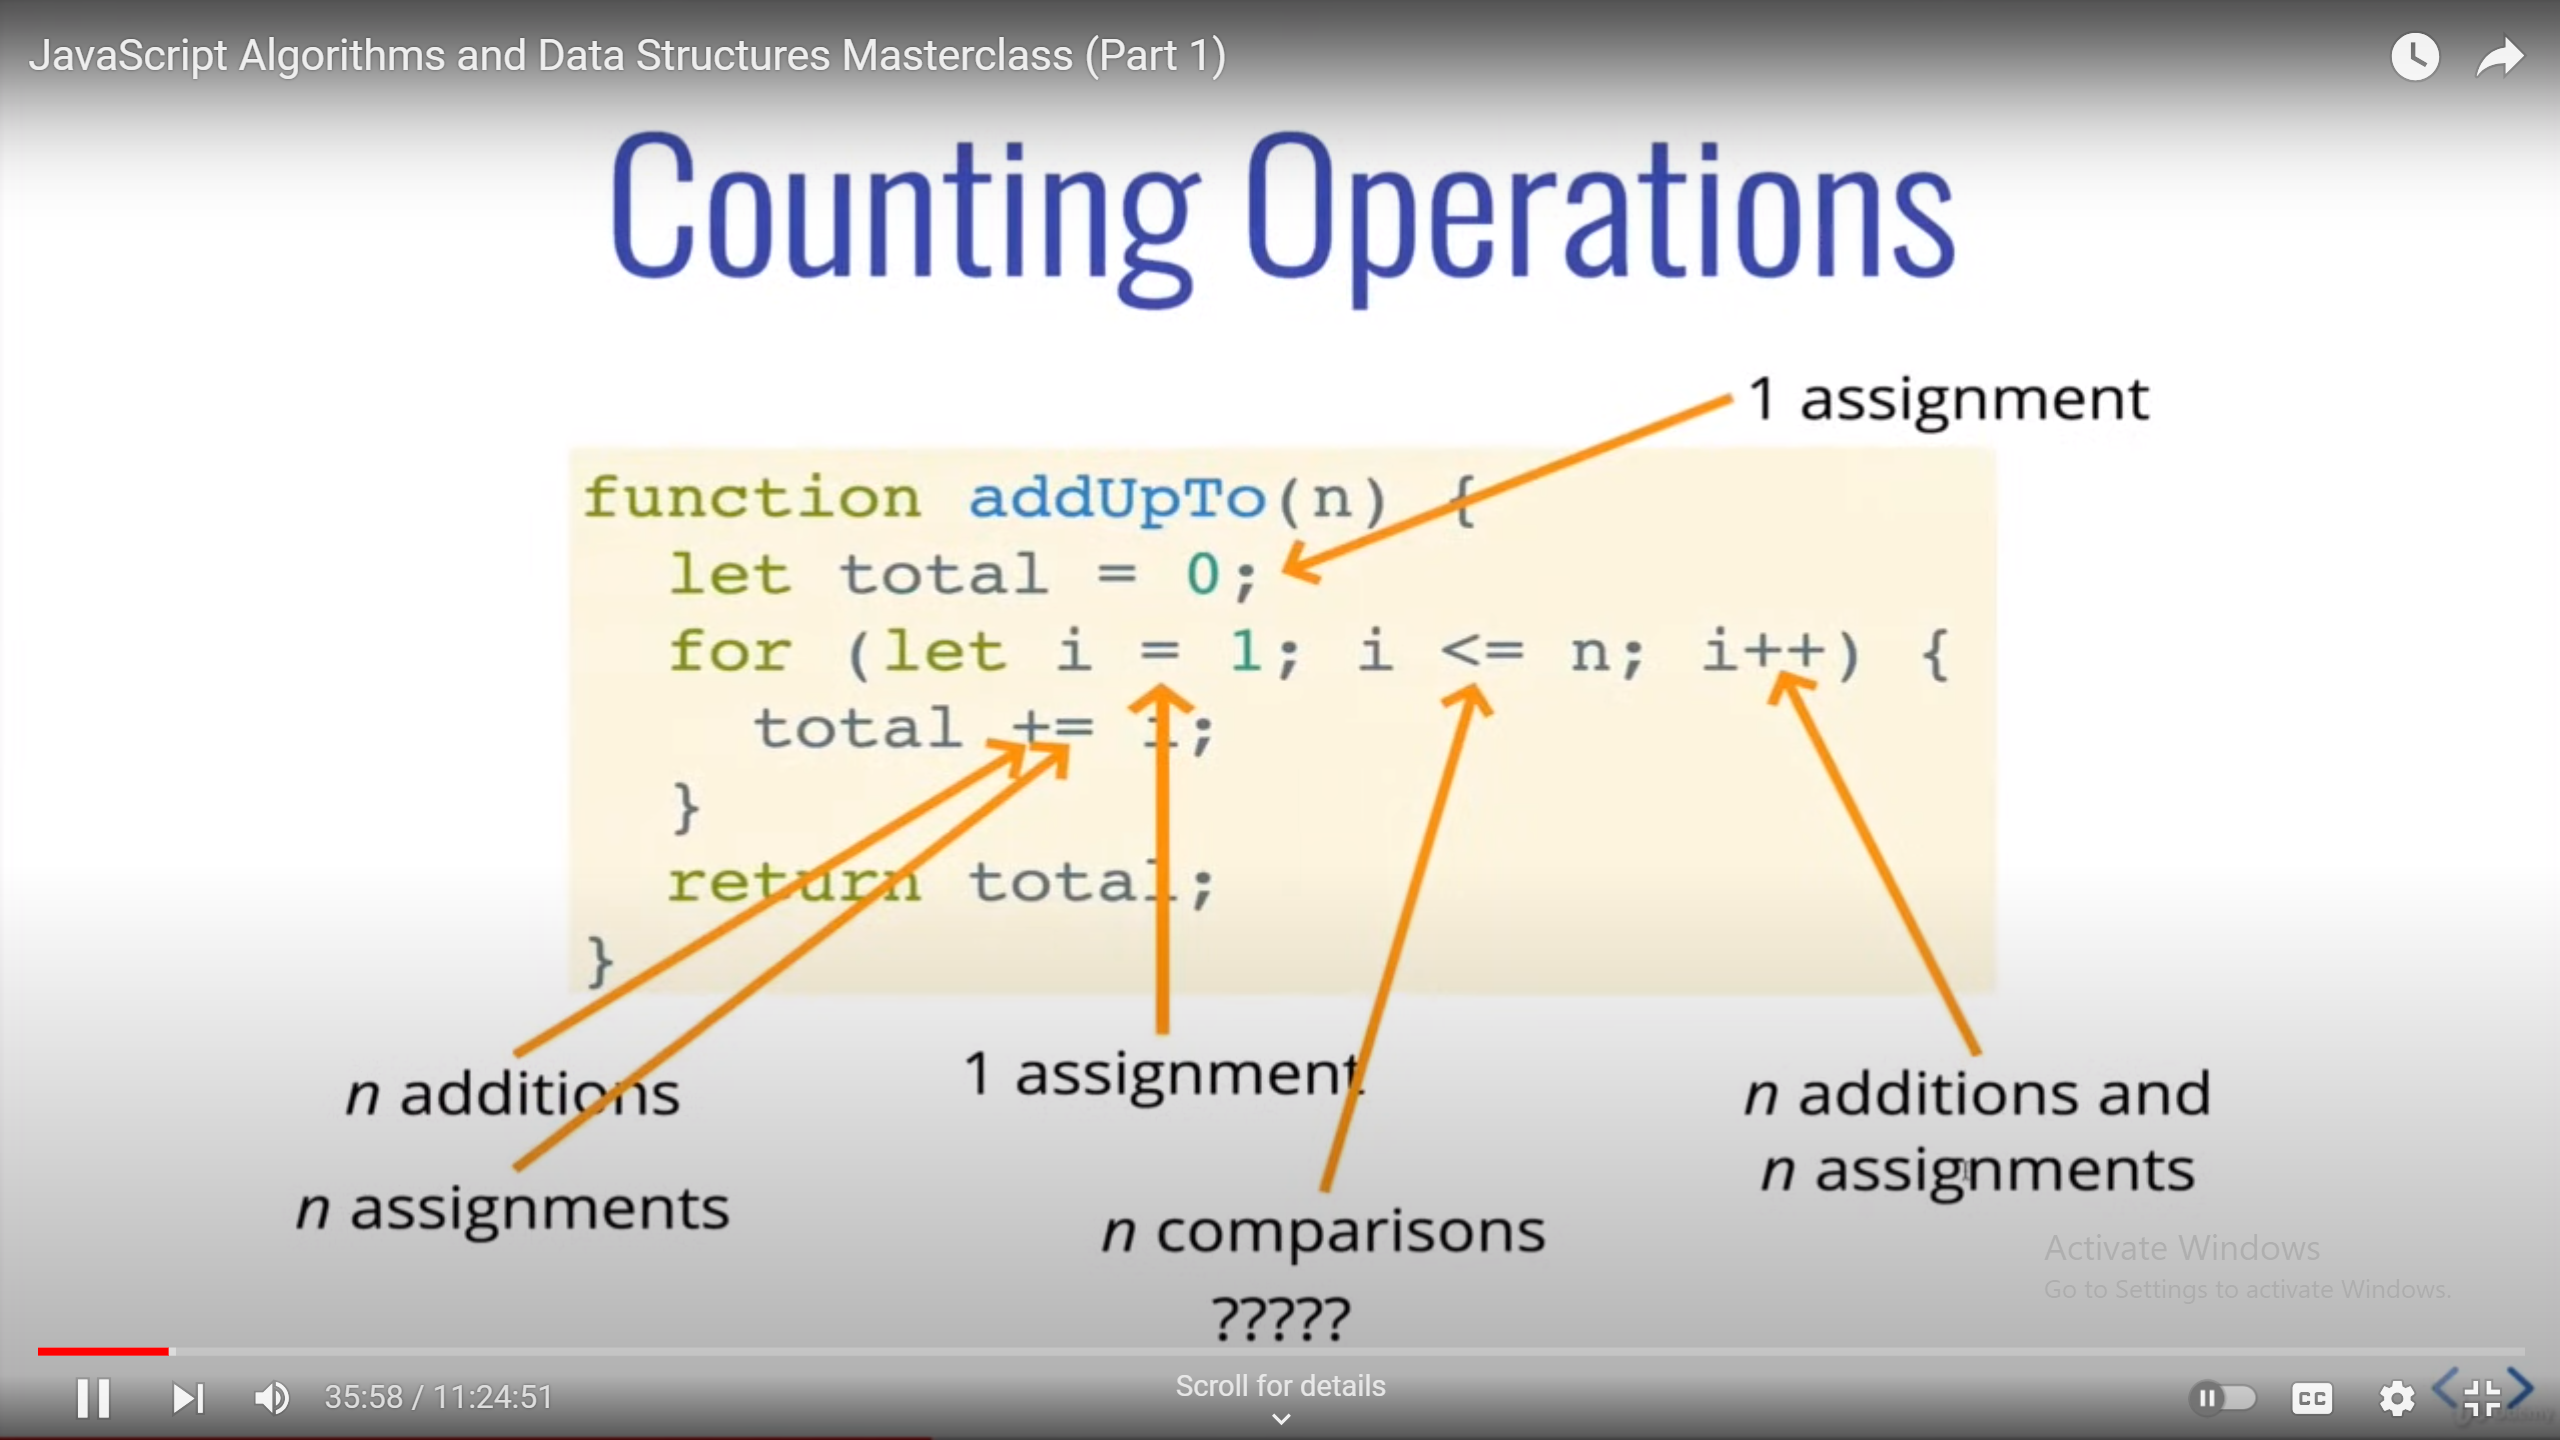 JavaScript Algorithms and Data Structures Masterclass (Part 1)
Counting Operations
1 assignment
function addUpTo(n) {
let total = 0;
for (let i = 1; i <= n; i++) {
total += i;
}
return total;
}
n additions
1 assignment
n additions and
n assignments
n assignments
n comparisons
?????
Activate Windows
Go to Settings to activate Windows.
35:58 / 11:24:51
Scroll for details
CC